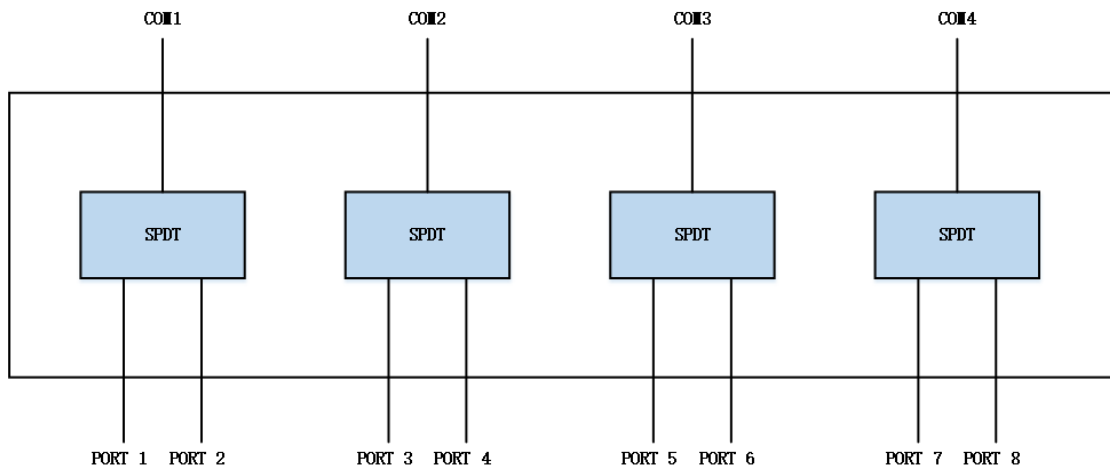 COM1 COM2 COM3 COM4
SPDT SPDT SPDT SPDT
PORT 1 PORT 2 PORT 3 PORT 4 PORT 5 PORT 6 PORT 7 PORT 8